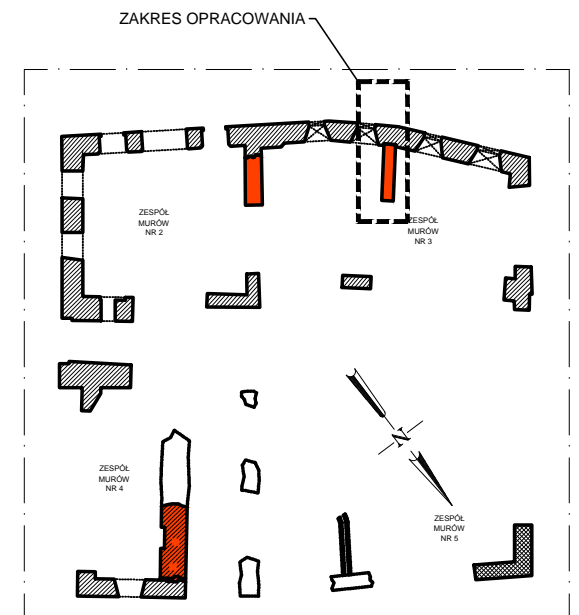 ZAKRES OPRACOWANIA
ZESPÓŁ
MURÓW
NR 2
ZESPÓŁ
MURÓW
NR 3
ZESPÓŁ
MURÓW
NR 4
N
ZESPÓŁ
MURÓW
NR 5